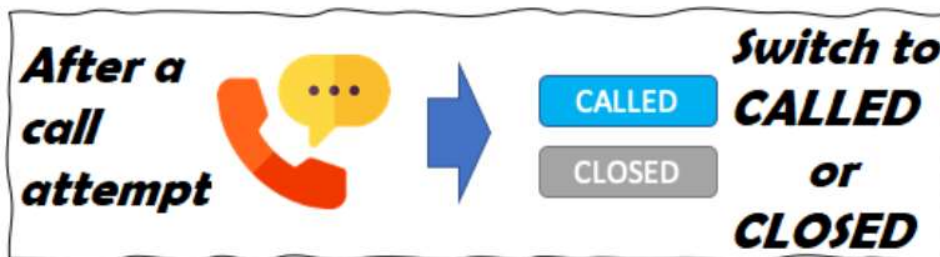 After a
call
attempt
CALLED
CLOSED
Switch to
CALLED
or
CLOSED